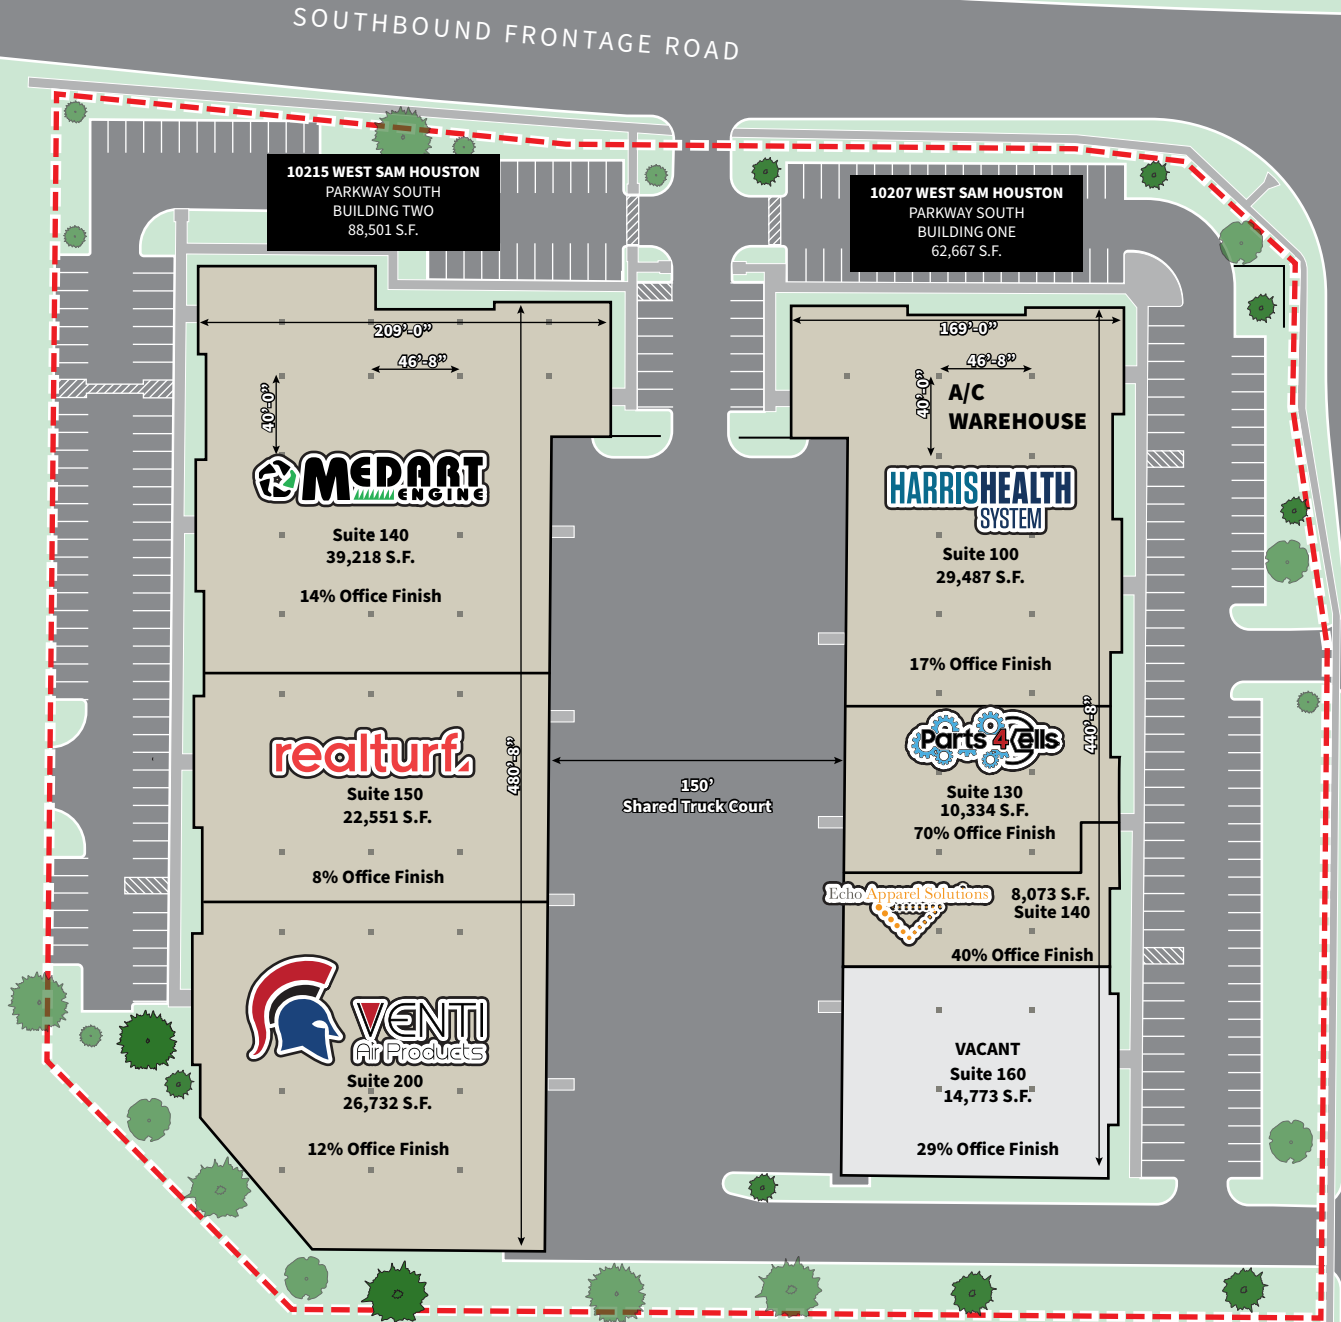 SOUTHBOUND FRONTAGE ROAD
10215 WEST SAM HOUSTON
PARKWAY SOUTH
BUILDING TWO
88,501 S.F.
10207 WEST SAM HOUSTON
PARKWAY SOUTH
BUILDING ONE
62,667 S.F.
209'-0"
46'-8"
40'-0"
MEDART
ENGINE
Suite 140
39,218 S.F.
14% Office Finish
realturf
Suite 150
22,551 S.F.
8% Office Finish
480'-8"
VENTI
Air Products
Suite 200
26,732 S.F.
12% Office Finish
150'
Shared Truck Court
169'-0"
46'-8"
40'-0"
A/C
WAREHOUSE
HARRISHEALTH
SYSTEM
Suite 100
29,487 S.F.
17% Office Finish
440'-8"
Parts 4 Cells
Suite 130
10,334 S.F.
70% Office Finish
Echo Apparel Solutions
8,073 S.F.
Suite 140
40% Office Finish
VACANT
Suite 160
14,773 S.F.
29% Office Finish